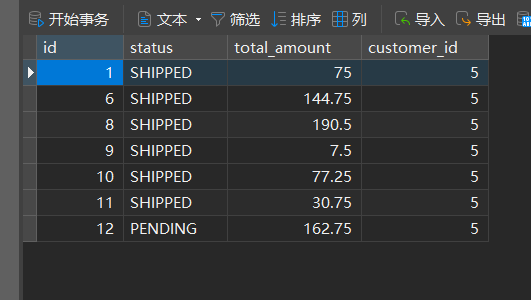 开始事务 文本 筛选 排序 列 导入 导出
id status total_amount customer_id
1 SHIPPED 75 5
6 SHIPPED 144.75 5
8 SHIPPED 190.5 5
9 SHIPPED 7.5 5
10 SHIPPED 77.25 5
11 SHIPPED 30.75 5
12 PENDING 162.75 5